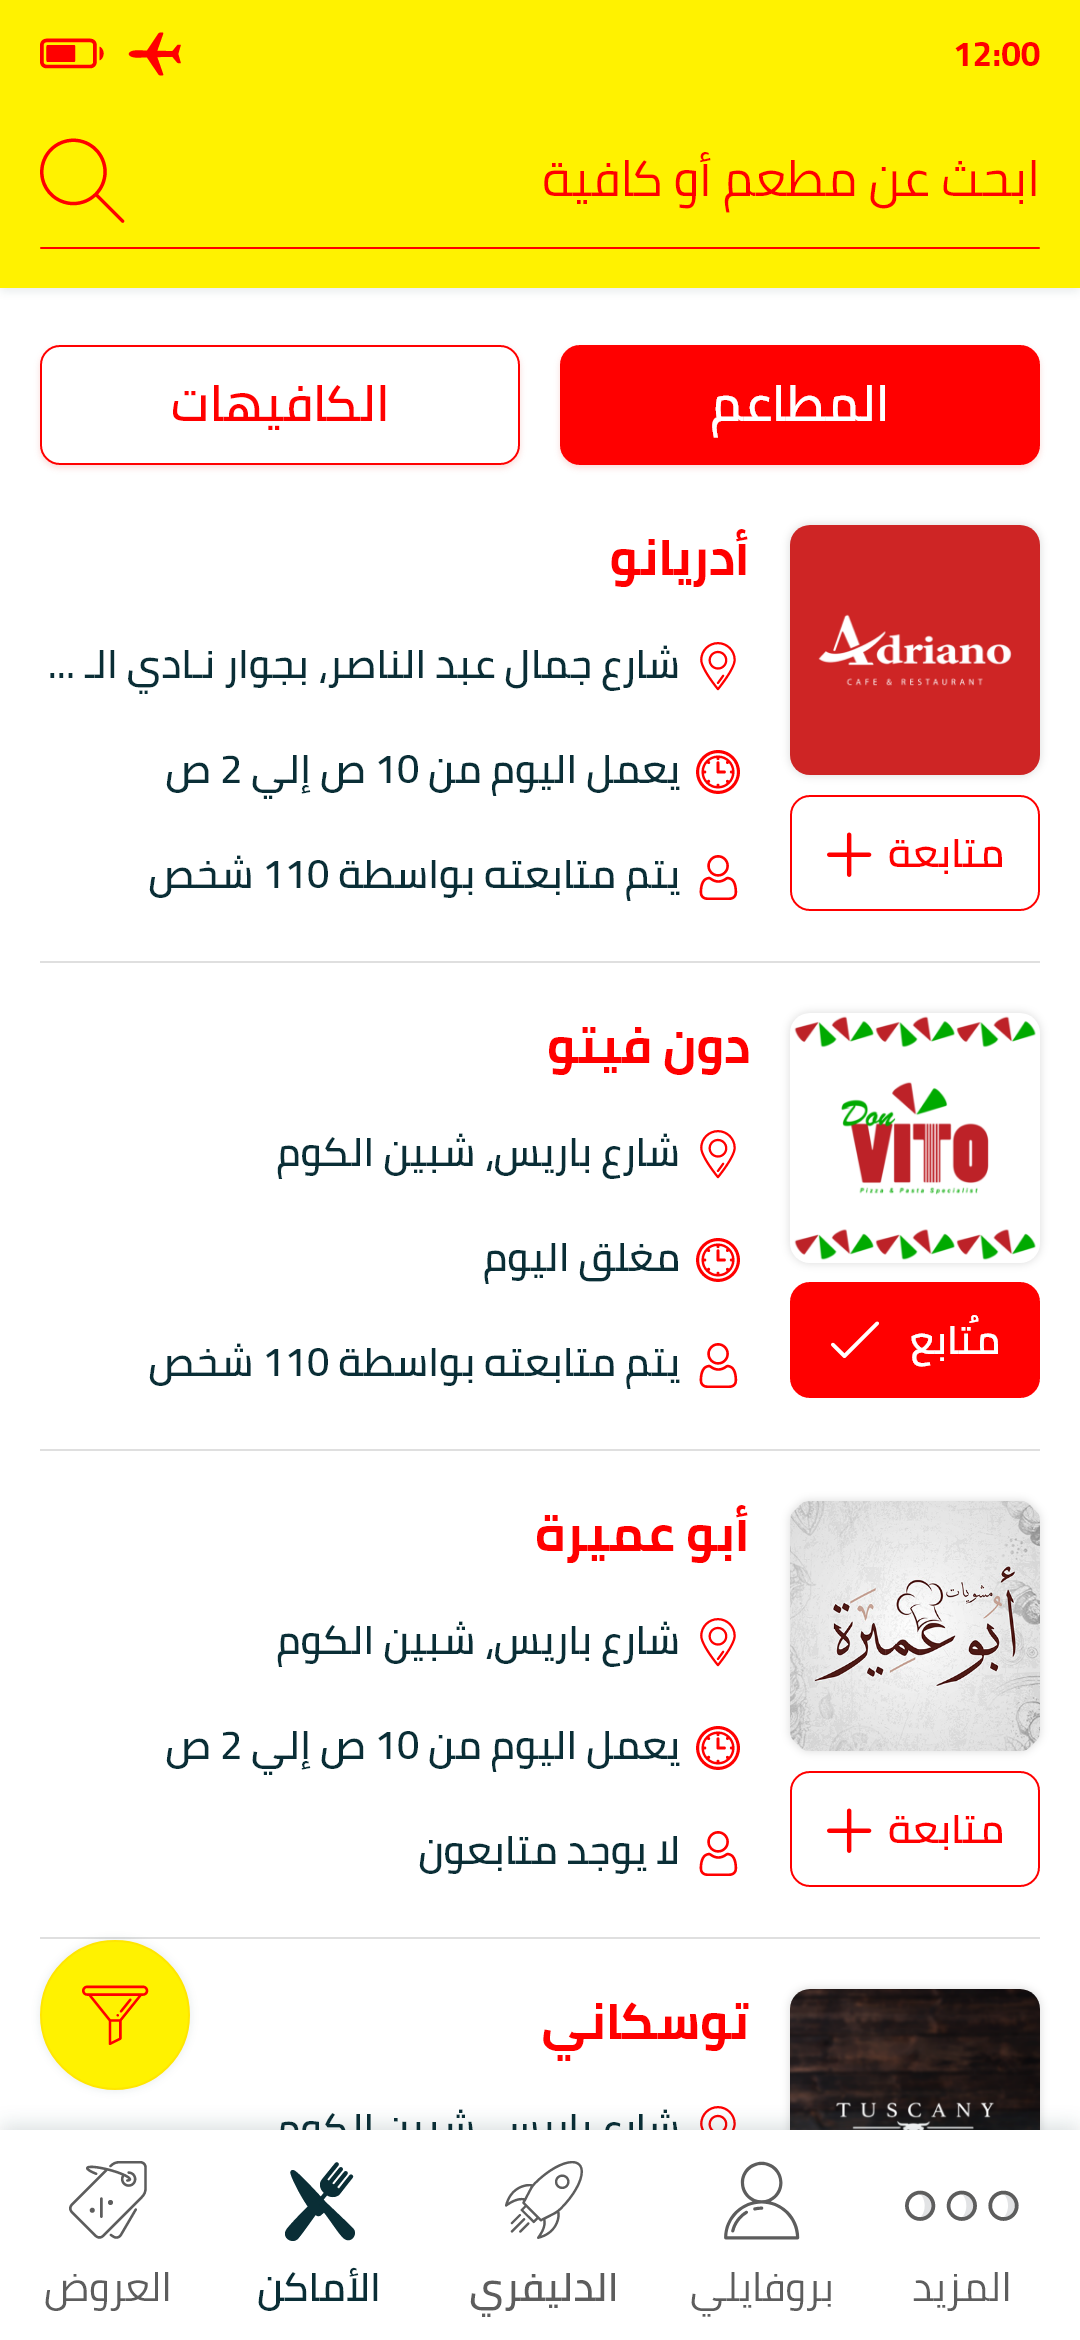 12:00
ابحث عن مطعم أو كافية
المطاعم
الكافيهات
Adriano
CAFE & RESTAURANT
أدريانو
شارع جمال عبد الناصر، بجوار نـادي الـ ...
يعمل اليوم من 10 ص إلي 2 ص
يتم متابعته بواسطة 110 شخص
متابعة
Don
VITO
Pizza & Pasta Specialist
دون فيتو
شارع باريس، شبين الكوم
مغلق اليوم
يتم متابعته بواسطة 110 شخص
مُتابع
مشويات
أبو عميرة
أبو عميرة
شارع باريس، شبين الكوم
يعمل اليوم من 10 ص إلي 2 ص
لا يوجد متابعون
متابعة
TUSCANY
توسكاني
شارع باريس، شبين الكوم
المزيد
بروفايلي
الدليفري
الأماكن
العروض